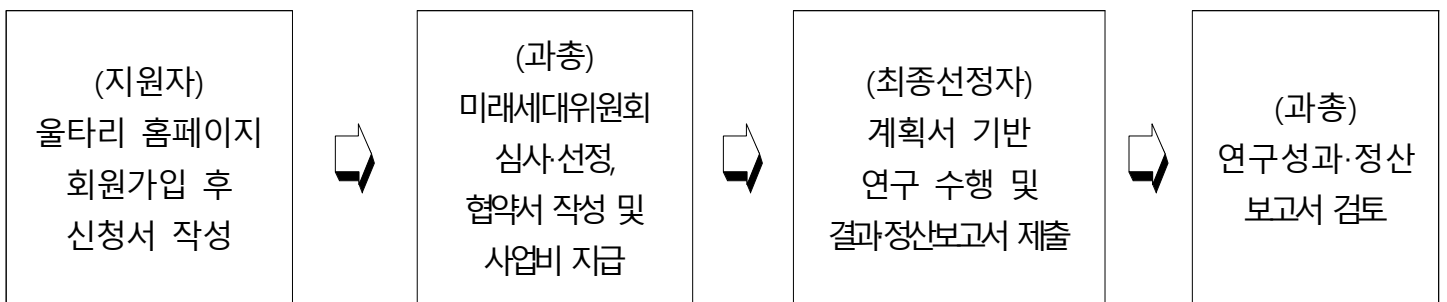 (지원자)
울타리 홈페이지
회원가입 후
신청서 작성
(과총)
미래세대위원회
심사·선정,
협약서 작성 및
사업비 지급
(최종선정자)
계획서 기반
연구 수행 및
결과·정산보고서 제출
(과총)
연구성과·정산
보고서 검토